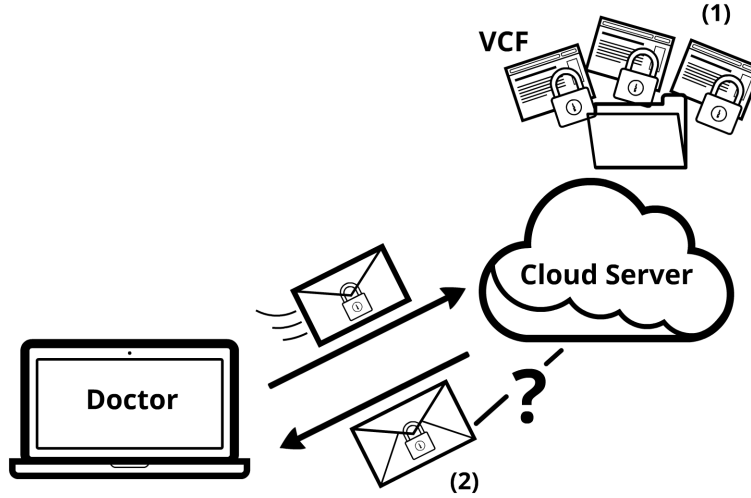 (1)
VCF
Cloud Server
Doctor
?
(2)